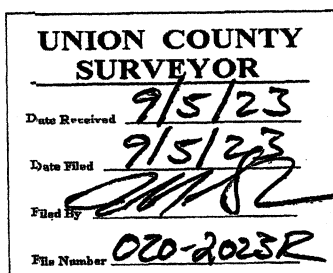 UNION COUNTY
SURVEYOR
Date Received 9/5/23
Date Filed 9/5/23
Filed By
File Number 020-2023R